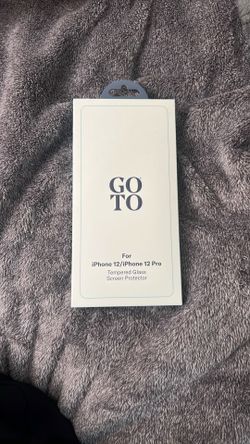 GO
TO
For
iPhone 12/iPhone 12 Pro
Tempered Glass
Screen Protector